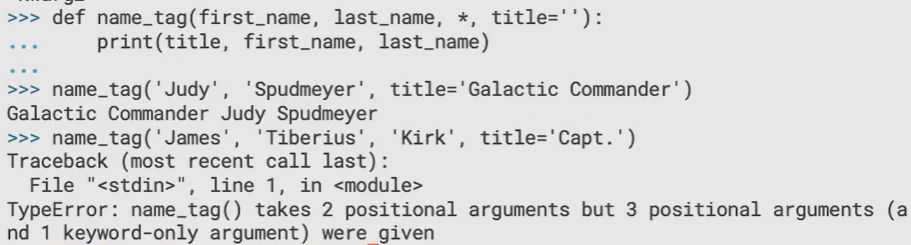 >>> def name_tag(first_name, last_name, *, title=''):
...     print(title, first_name, last_name)
...
>>> name_tag('Judy', 'Spudmeyer', title='Galactic Commander')
Galactic Commander Judy Spudmeyer
>>> name_tag('James', 'Tiberius', 'Kirk', title='Capt.')
Traceback (most recent call last):
  File "<stdin>", line 1, in <module>
TypeError: name_tag() takes 2 positional arguments but 3 positional arguments (a
nd 1 keyword-only argument) were given